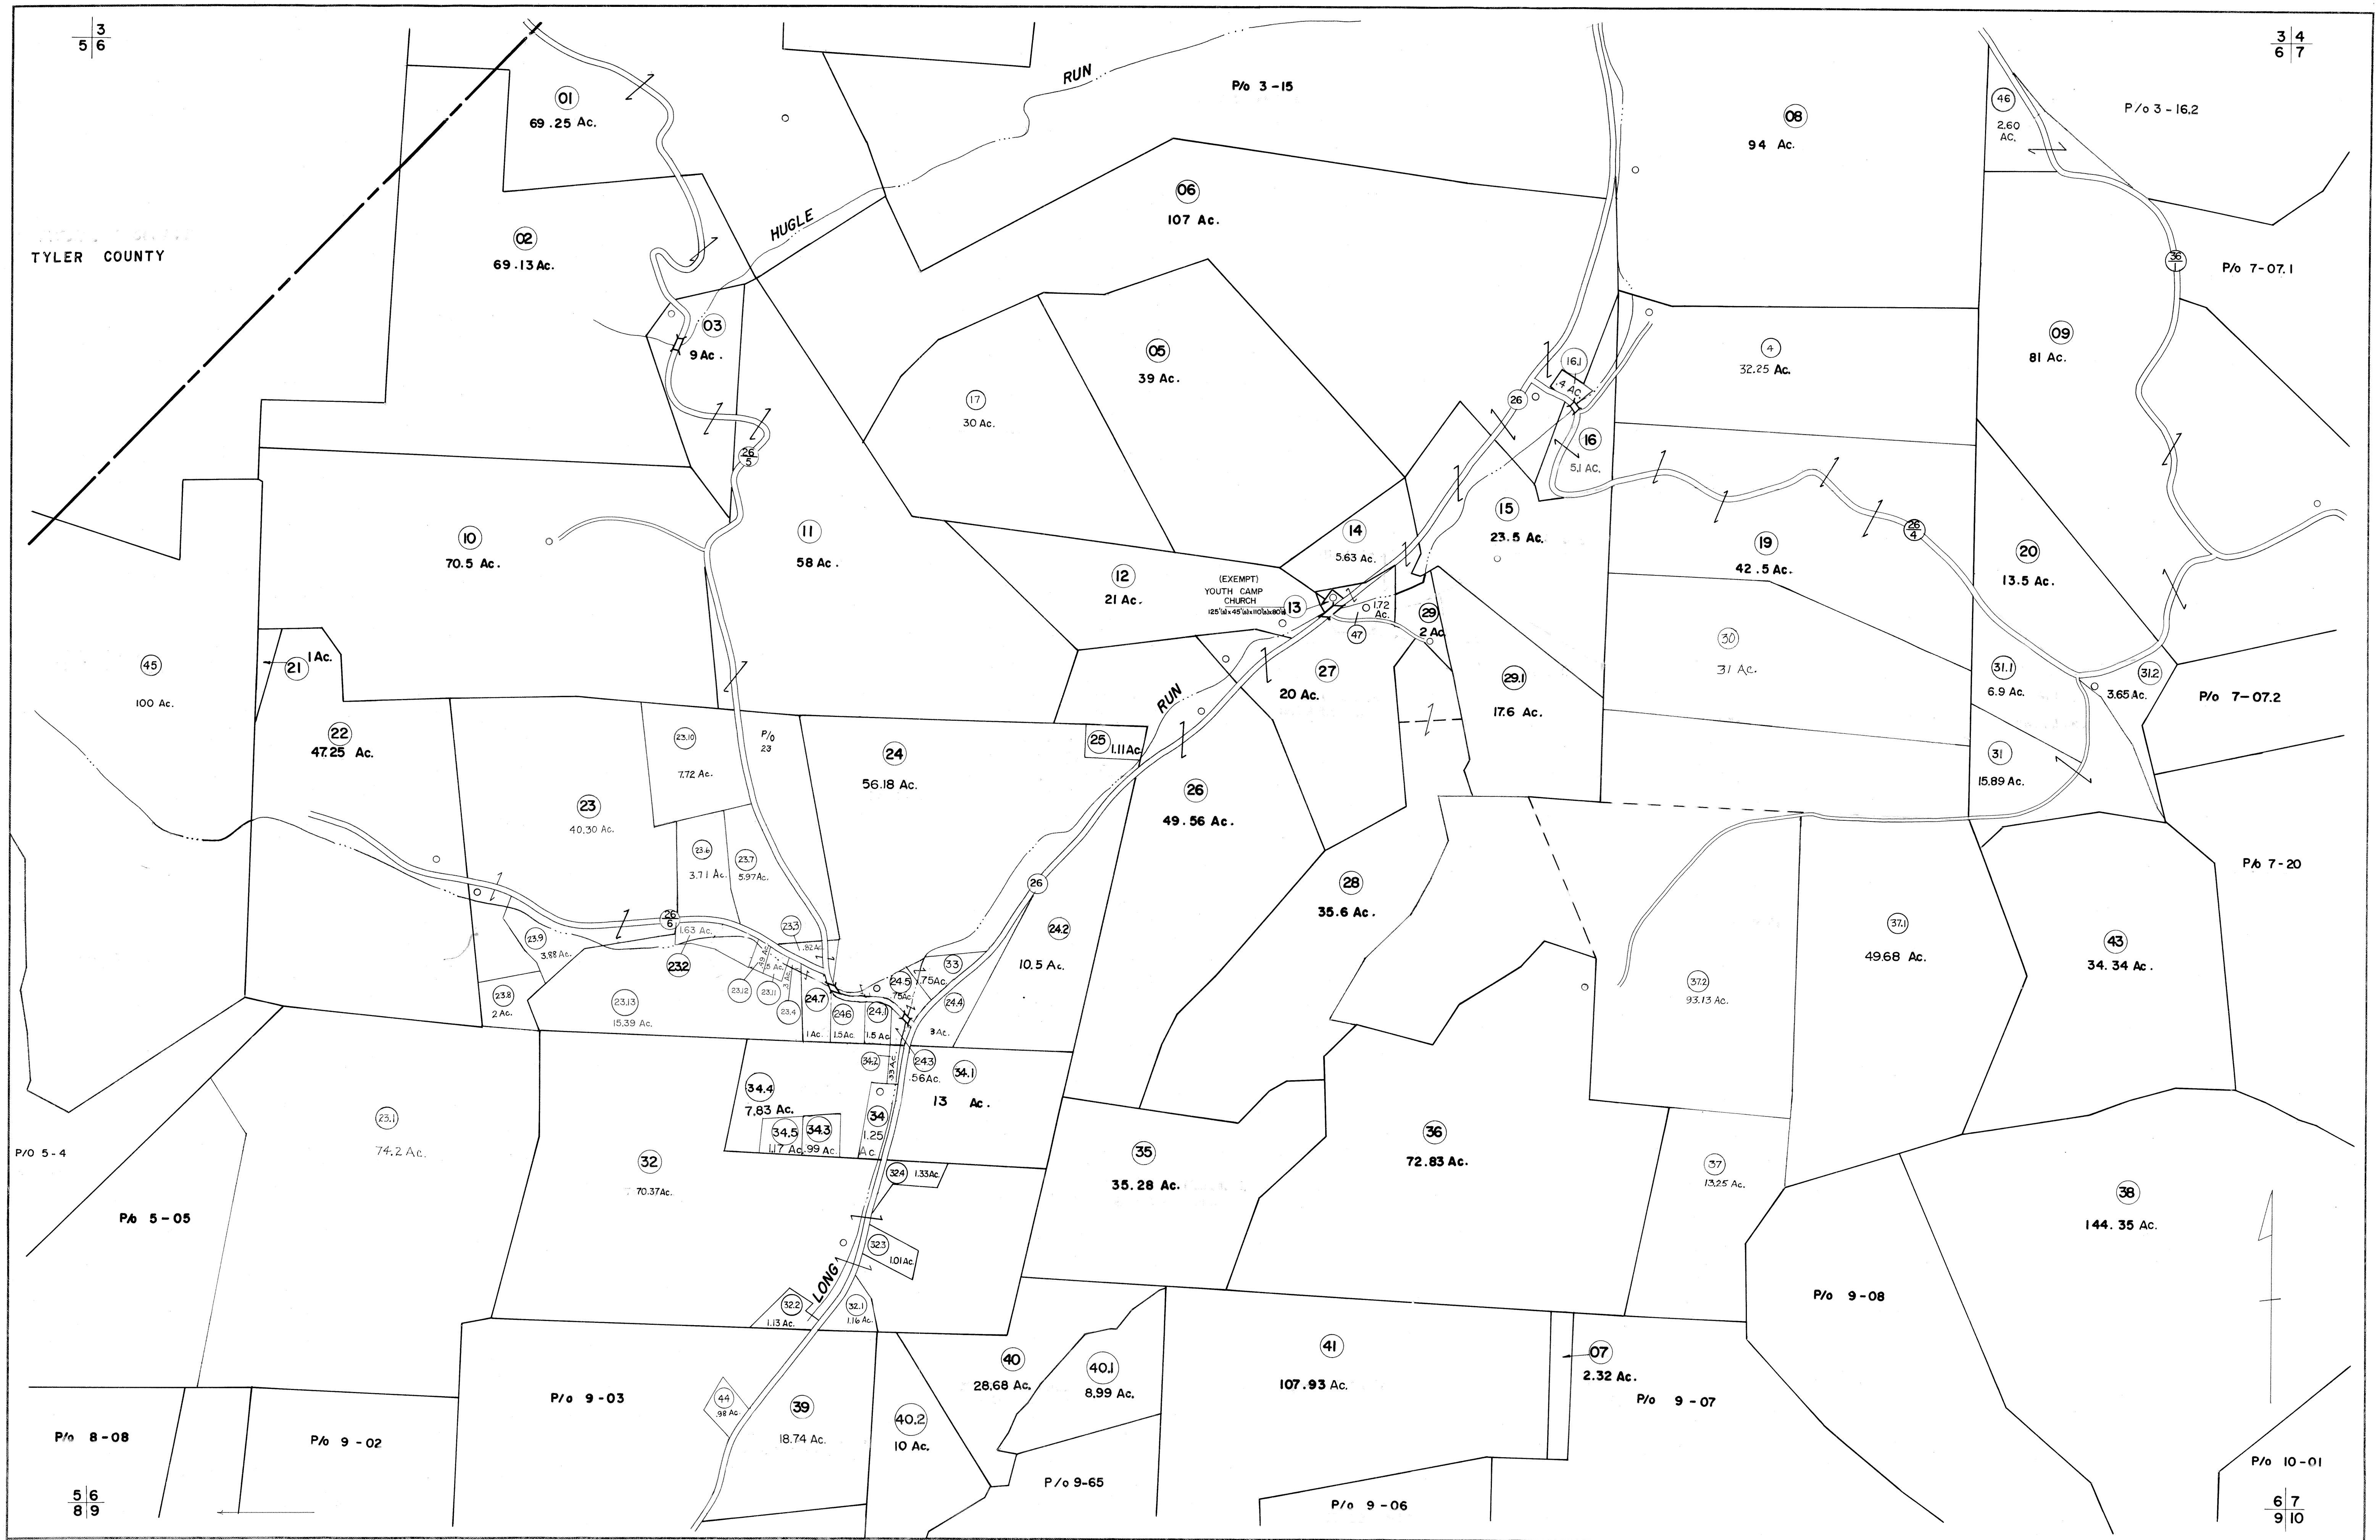 3
5 6
3 4
6 7
01
69.25 Ac.
RUN
P/o 3-15
08
94 Ac.
46
2.60
AC.
P/o 3-16.2
TYLER COUNTY
02
69.13 Ac.
HUGLE
06
107 Ac.
36
1
P/o 7-07.1
03
9 Ac.
05
39 Ac.
17
30 Ac.
16.1
.4 AC.
4
32.25 Ac.
09
81 Ac.
26
26
5
16
5.1 AC.
10
70.5 Ac.
11
58 Ac.
14
5.63 Ac.
15
23.5 Ac.
19
42.5 Ac.
26
4
20
13.5 Ac.
12
21 Ac.
(EXEMPT)
YOUTH CAMP
CHURCH
13
1.72
Ac.
47
29
2 Ac.
45
100 Ac.
21
1 Ac.
27
20 Ac.
29.1
17.6 Ac.
30
31 Ac.
31.1
6.9 Ac.
31.2
3.65 Ac.
P/o 7-07.2
RUN
22
47.25 Ac.
23.10
7.72 Ac.
P/o
23
24
56.18 Ac.
25
1.11 Ac.
31
15.89 Ac.
23
40.30 Ac.
26
49.56 Ac.
23.6
3.71 Ac.
23.7
5.97 Ac.
28
35.6 Ac.
26
P/o 7-20
26
6
23.9
3.88 Ac.
1.63 Ac.
23.2
23.3
.82 Ac.
24.2
10.5 Ac.
37.1
49.68 Ac.
43
34.34 Ac.
23.8
2 Ac.
23.13
15.39 Ac.
23.12
.5 Ac.
23.11
23.4
24.7
1 Ac.
24.6
1.5 Ac.
24.1
1.5 Ac.
24.5
.75 Ac.
33
.75 Ac.
24.4
3 Ac.
37.2
93.13 Ac.
34.2
.33 Ac.
24.3
.56 Ac.
34.1
13 Ac.
34.4
7.83 Ac.
34.5
1.17 Ac.
34.3
.99 Ac.
34
1.25
Ac.
23.1
74.2 Ac.
P/O 5-4
32
70.37 Ac.
35
35.28 Ac.
36
72.83 Ac.
37
13.25 Ac.
32.4
1.33 Ac.
38
144.35 Ac.
P/o 5-05
32.3
1.01 Ac.
LONG
32.2
1.13 Ac.
32.1
1.16 Ac.
P/o 9-08
40
28.68 Ac.
40.1
8.99 Ac.
41
107.93 Ac.
07
2.32 Ac.
P/o 9-07
P/o 9-03
44
.98 Ac.
39
18.74 Ac.
40.2
10 Ac.
P/o 8-08
P/o 9-02
P/o 9-65
P/o 9-06
P/o 10-01
5 6
8 9
6 7
9 10